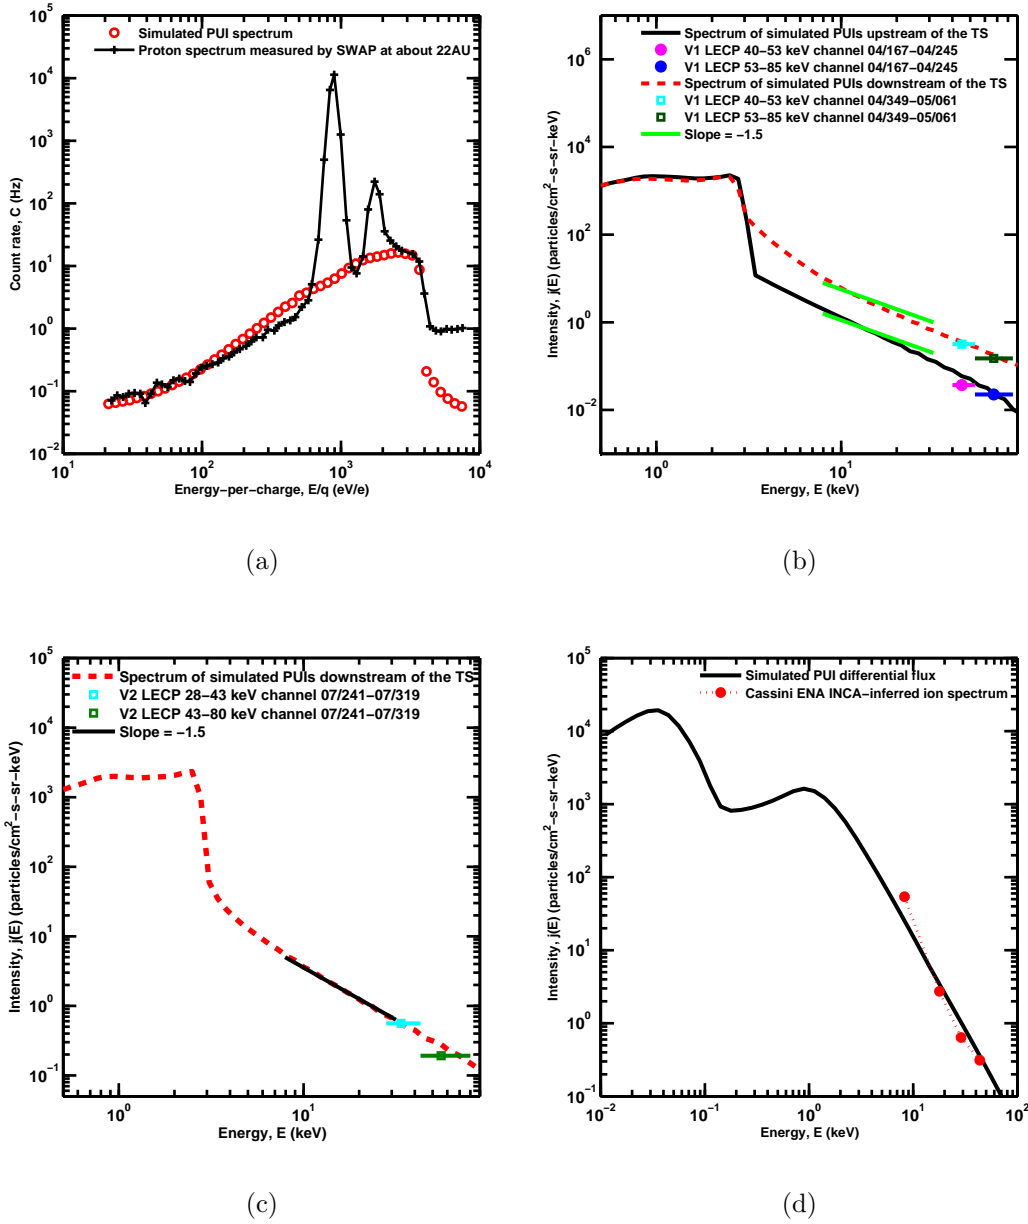 10^5
10^4
10^3
10^2
10^1
10^0
10^−1
10^−2
Count rate, C (Hz)
Simulated PUI spectrum
Proton spectrum measured by SWAP at about 22AU
10^1 10^2 10^3 10^4
Energy−per−charge, E/q (eV/e)
(a)
10^6
10^4
10^2
10^0
10^−2
Intensity, j(E) (particles/cm^2−s−sr−keV)
Spectrum of simulated PUIs upstream of the TS
V1 LECP 40−53 keV channel 04/167−04/245
V1 LECP 53−85 keV channel 04/167−04/245
Spectrum of simulated PUIs downstream of the TS
V1 LECP 40−53 keV channel 04/349−05/061
V1 LECP 53−85 keV channel 04/349−05/061
Slope = −1.5
10^0 10^1
Energy, E (keV)
(b)
10^5
10^4
10^3
10^2
10^1
10^0
10^−1
Intensity, j(E) (particles/cm^2−s−sr−keV)
Spectrum of simulated PUIs downstream of the TS
V2 LECP 28−43 keV channel 07/241−07/319
V2 LECP 43−80 keV channel 07/241−07/319
Slope = −1.5
10^0 10^1
Energy, E (keV)
(c)
10^5
10^4
10^3
10^2
10^1
10^0
10^−1
Intensity, j(E) (particles/cm^2−s−sr−keV)
Simulated PUI differential flux
Cassini ENA INCA−inferred ion spectrum
10^−2 10^−1 10^0 10^1 10^2
Energy, E (keV)
(d)